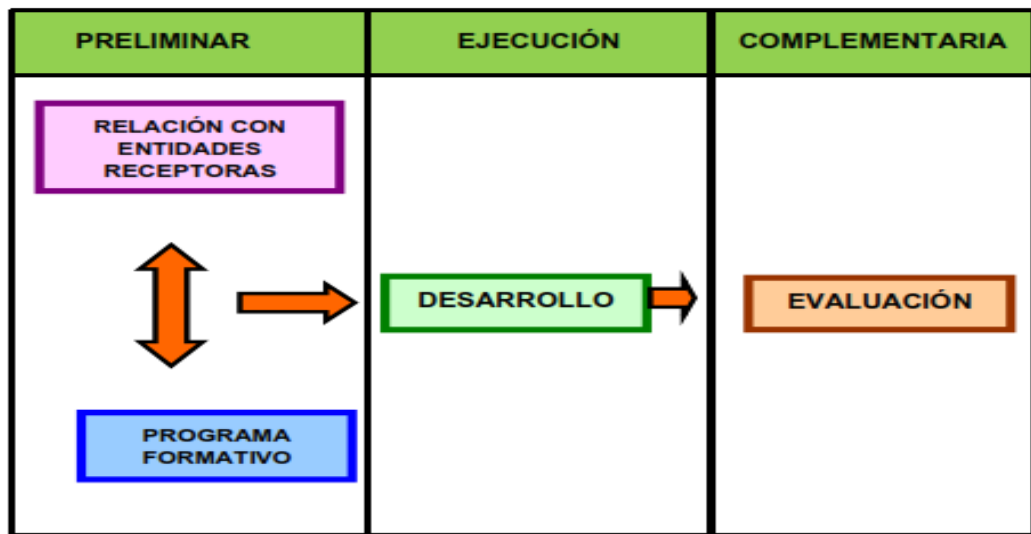 PRELIMINAR
EJECUCIÓN
COMPLEMENTARIA
RELACIÓN CON
ENTIDADES
RECEPTORAS
DESARROLLO
EVALUACIÓN
PROGRAMA
FORMATIVO